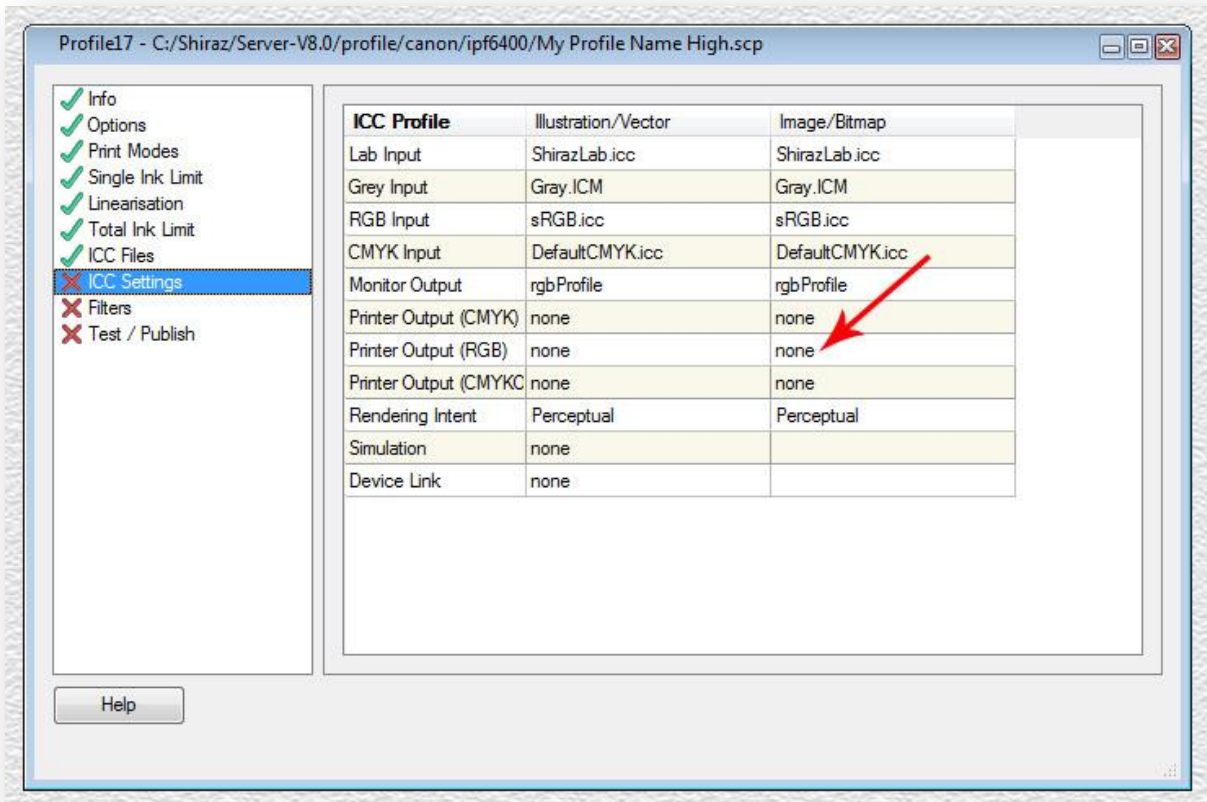 Profile17 - C:/Shiraz/Server-V8.0/profile/canon/ipf6400/My Profile Name High.scp
Info
Options
Print Modes
Single Ink Limit
Linearisation
Total Ink Limit
ICC Files
ICC Settings
Filters
Test / Publish
ICC Profile Illustration/Vector Image/Bitmap
Lab Input ShirazLab.icc ShirazLab.icc
Grey Input Gray.ICM Gray.ICM
RGB Input sRGB.icc sRGB.icc
CMYK Input DefaultCMYK.icc DefaultCMYK.icc
Monitor Output rgbProfile rgbProfile
Printer Output (CMYK) none none
Printer Output (RGB) none none
Printer Output (CMYKO none none
Rendering Intent Perceptual Perceptual
Simulation none
Device Link none
Help